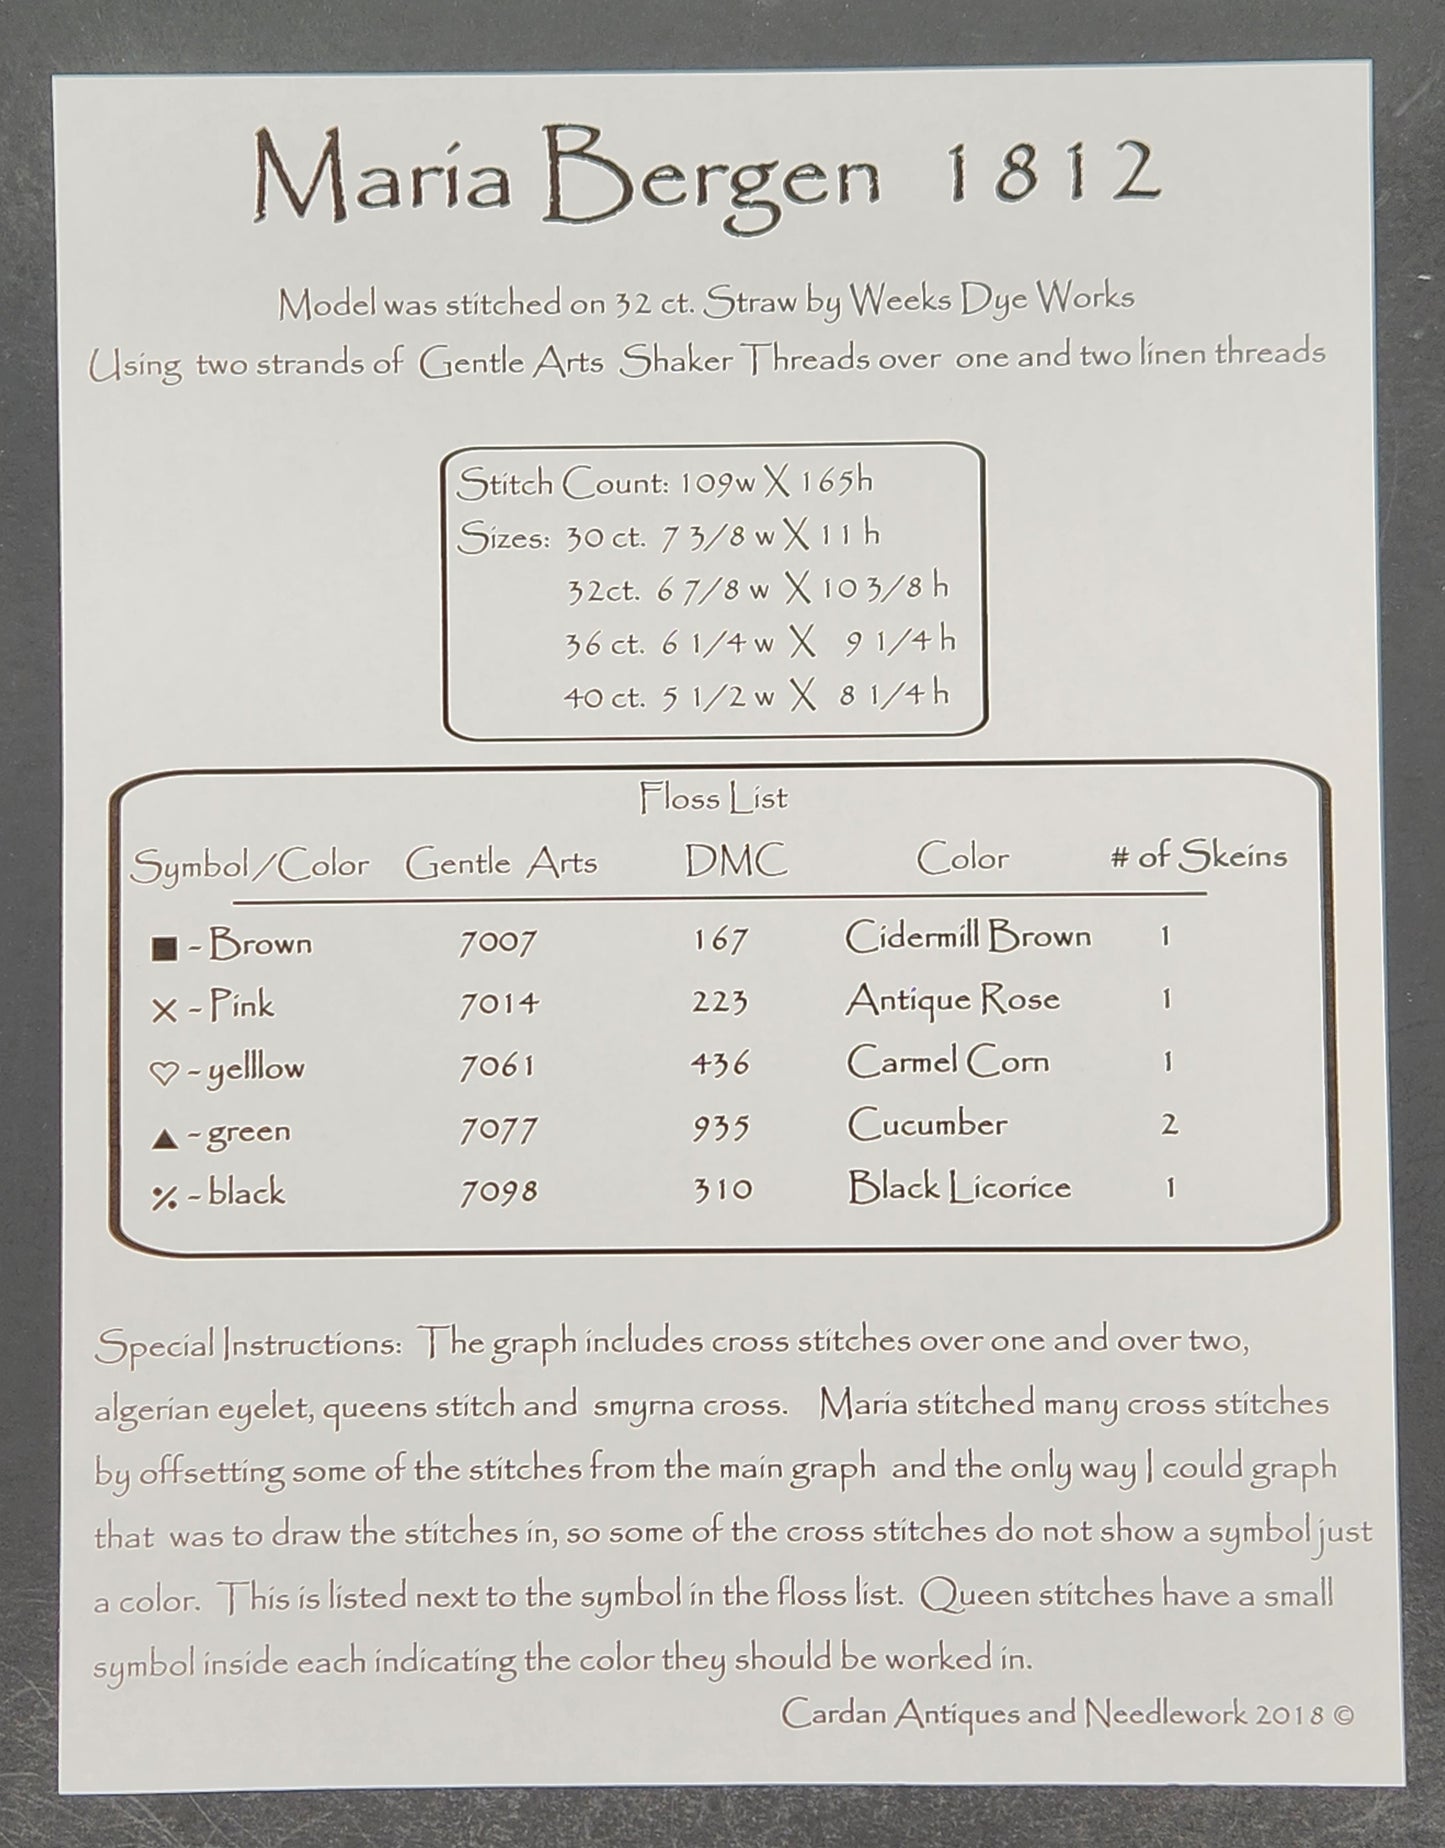 Maria Bergen 1812
Model was stitched on 32 ct. Straw by Weeks Dye Works
Using two strands of Gentle Arts Shaker Threads over one and two linen threads
Stitch Count: 109w X 165h
Sizes: 30 ct. 7 3/8 w X 11 h
32ct. 6 7/8 w X 10 3/8 h
36 ct. 6 1/4 w X 9 1/4 h
40 ct. 5 1/2 w X 8 1/4 h
Floss List
Symbol/Color Gentle Arts DMC Color # of Skeins
■ - Brown 7007 167 Cidermill Brown 1
X - Pink 7014 223 Antique Rose 1
♡ - yelllow 7061 436 Carmel Corn 1
▲ - green 7077 935 Cucumber 2
٪ - black 7098 310 Black Licorice 1
Special Instructions: The graph includes cross stitches over one and over two,
algerian eyelet, queens stitch and smyrna cross. Maria stitched many cross stitches
by offsetting some of the stitches from the main graph and the only way I could graph
that was to draw the stitches in, so some of the cross stitches do not show a symbol just
a color. This is listed next to the symbol in the floss list. Queen stitches have a small
symbol inside each indicating the color they should be worked in.
Cardan Antiques and Needlework 2018 ©